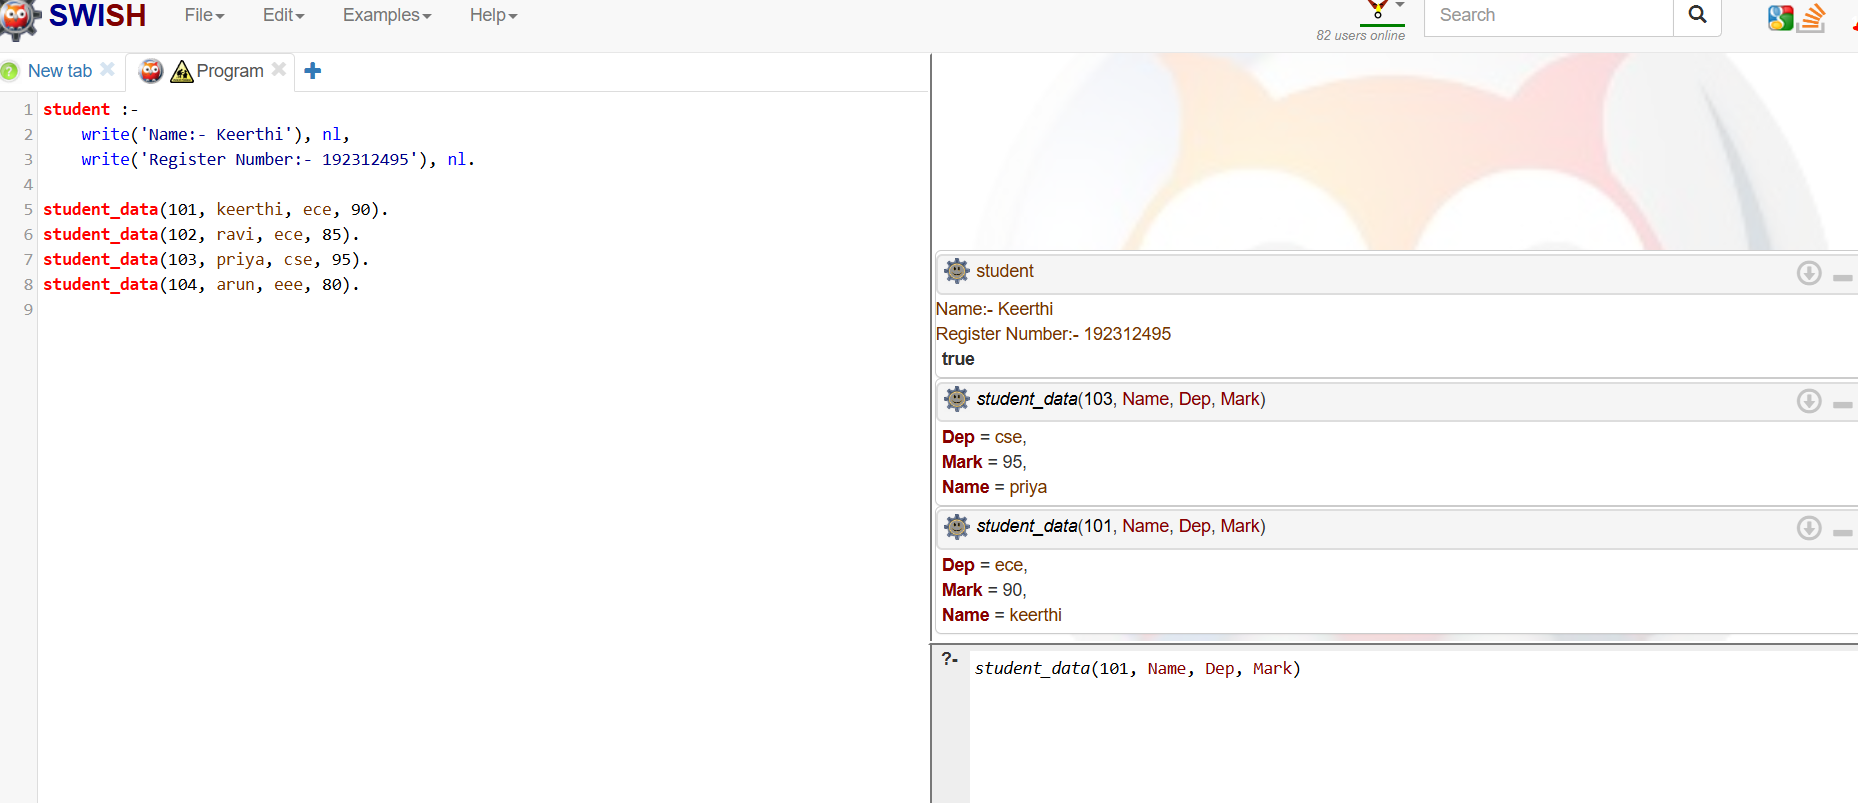 SWISH File Edit Examples Help 82 users online Search
New tab Program
1 student :-
2 write('Name:- Keerthi'), nl,
3 write('Register Number:- 192312495'), nl.
4
5 student_data(101, keerthi, ece, 90).
6 student_data(102, ravi, ece, 85).
7 student_data(103, priya, cse, 95).
8 student_data(104, arun, eee, 80).
9
student
Name:- Keerthi
Register Number:- 192312495
true
student_data(103, Name, Dep, Mark)
Dep = cse,
Mark = 95,
Name = priya
student_data(101, Name, Dep, Mark)
Dep = ece,
Mark = 90,
Name = keerthi
?- student_data(101, Name, Dep, Mark)